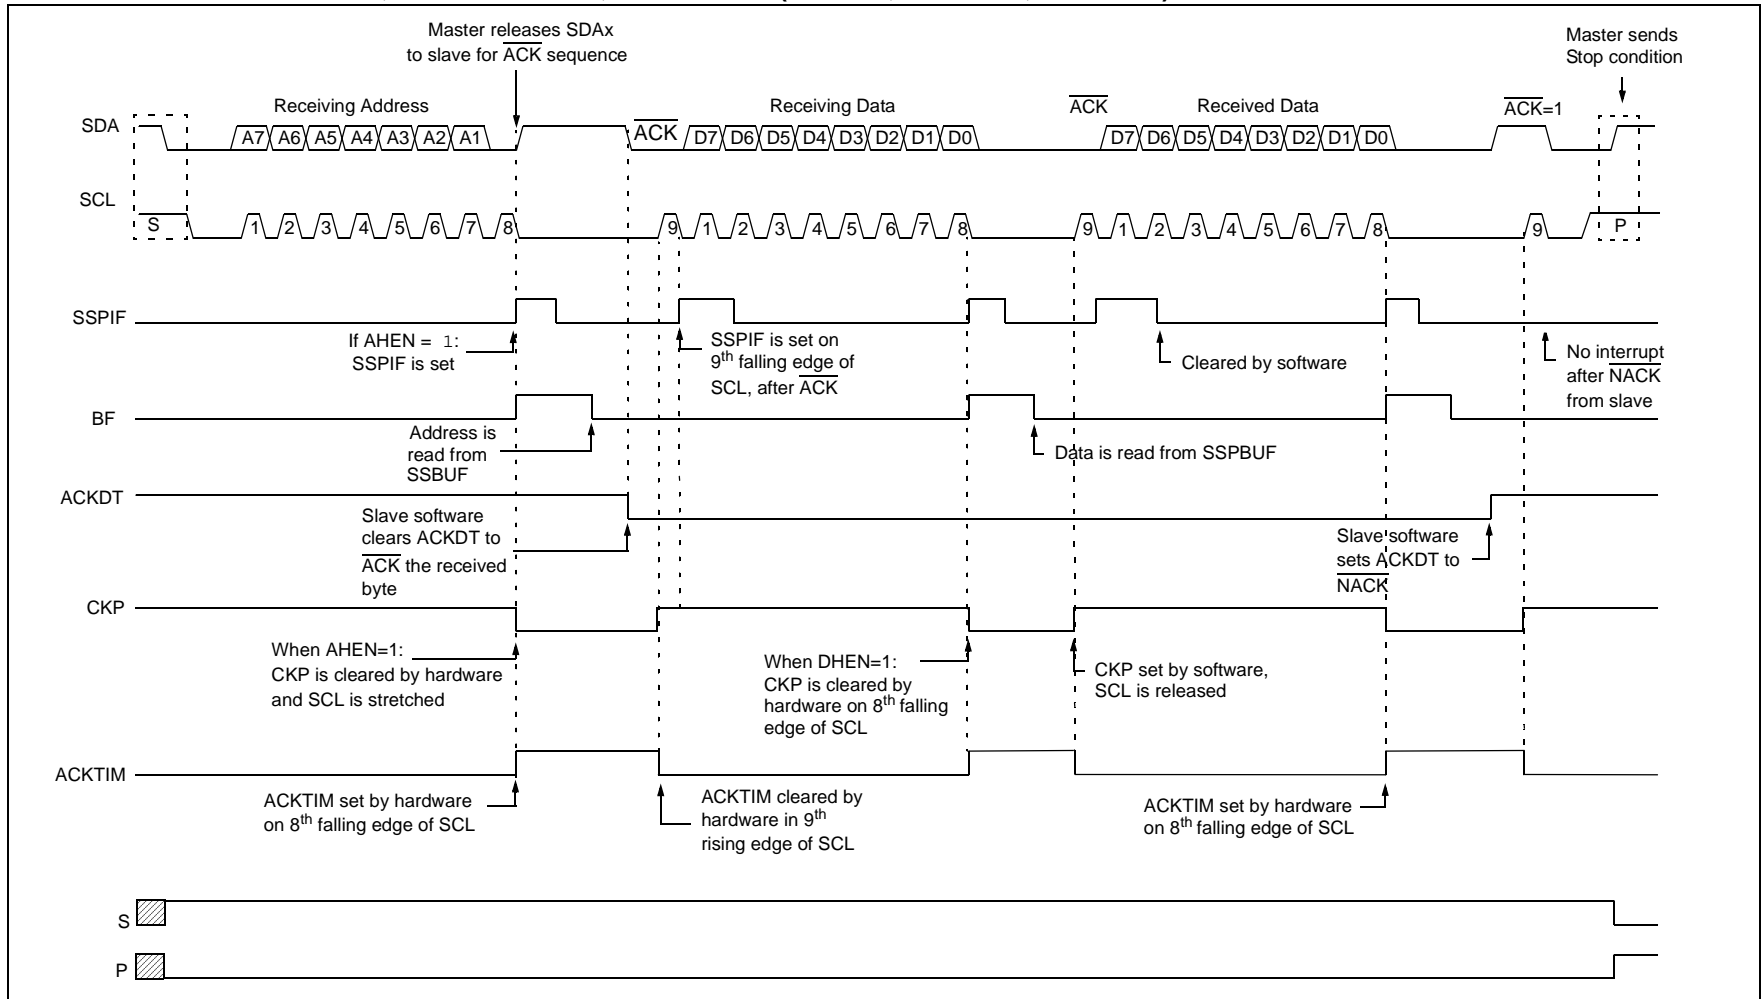 Master releases SDAx
to slave for ACK sequence
Master sends
Stop condition
Receiving Address
Receiving Data
ACK
Received Data
ACK=1
SDA
A7 A6 A5 A4 A3 A2 A1
ACK
D7 D6 D5 D4 D3 D2 D1 D0
D7 D6 D5 D4 D3 D2 D1 D0
SCL
S
1 2 3 4 5 6 7 8
9 1 2 3 4 5 6 7 8
9 1 2 3 4 5 6 7 8
9
P
SSPIF
If AHEN = 1:
SSPIF is set
SSPIF is set on
9th falling edge of
SCL, after ACK
Cleared by software
No interrupt
after NACK
from slave
BF
Address is
read from
SSBUF
Data is read from SSPBUF
ACKDT
Slave software
clears ACKDT to
ACK the received
byte
Slave software
sets ACKDT to
NACK
CKP
When AHEN=1:
CKP is cleared by hardware
and SCL is stretched
When DHEN=1:
CKP is cleared by
hardware on 8th falling
edge of SCL
CKP set by software,
SCL is released
ACKTIM
ACKTIM set by hardware
on 8th falling edge of SCL
ACKTIM cleared by
hardware in 9th
rising edge of SCL
ACKTIM set by hardware
on 8th falling edge of SCL
S
P